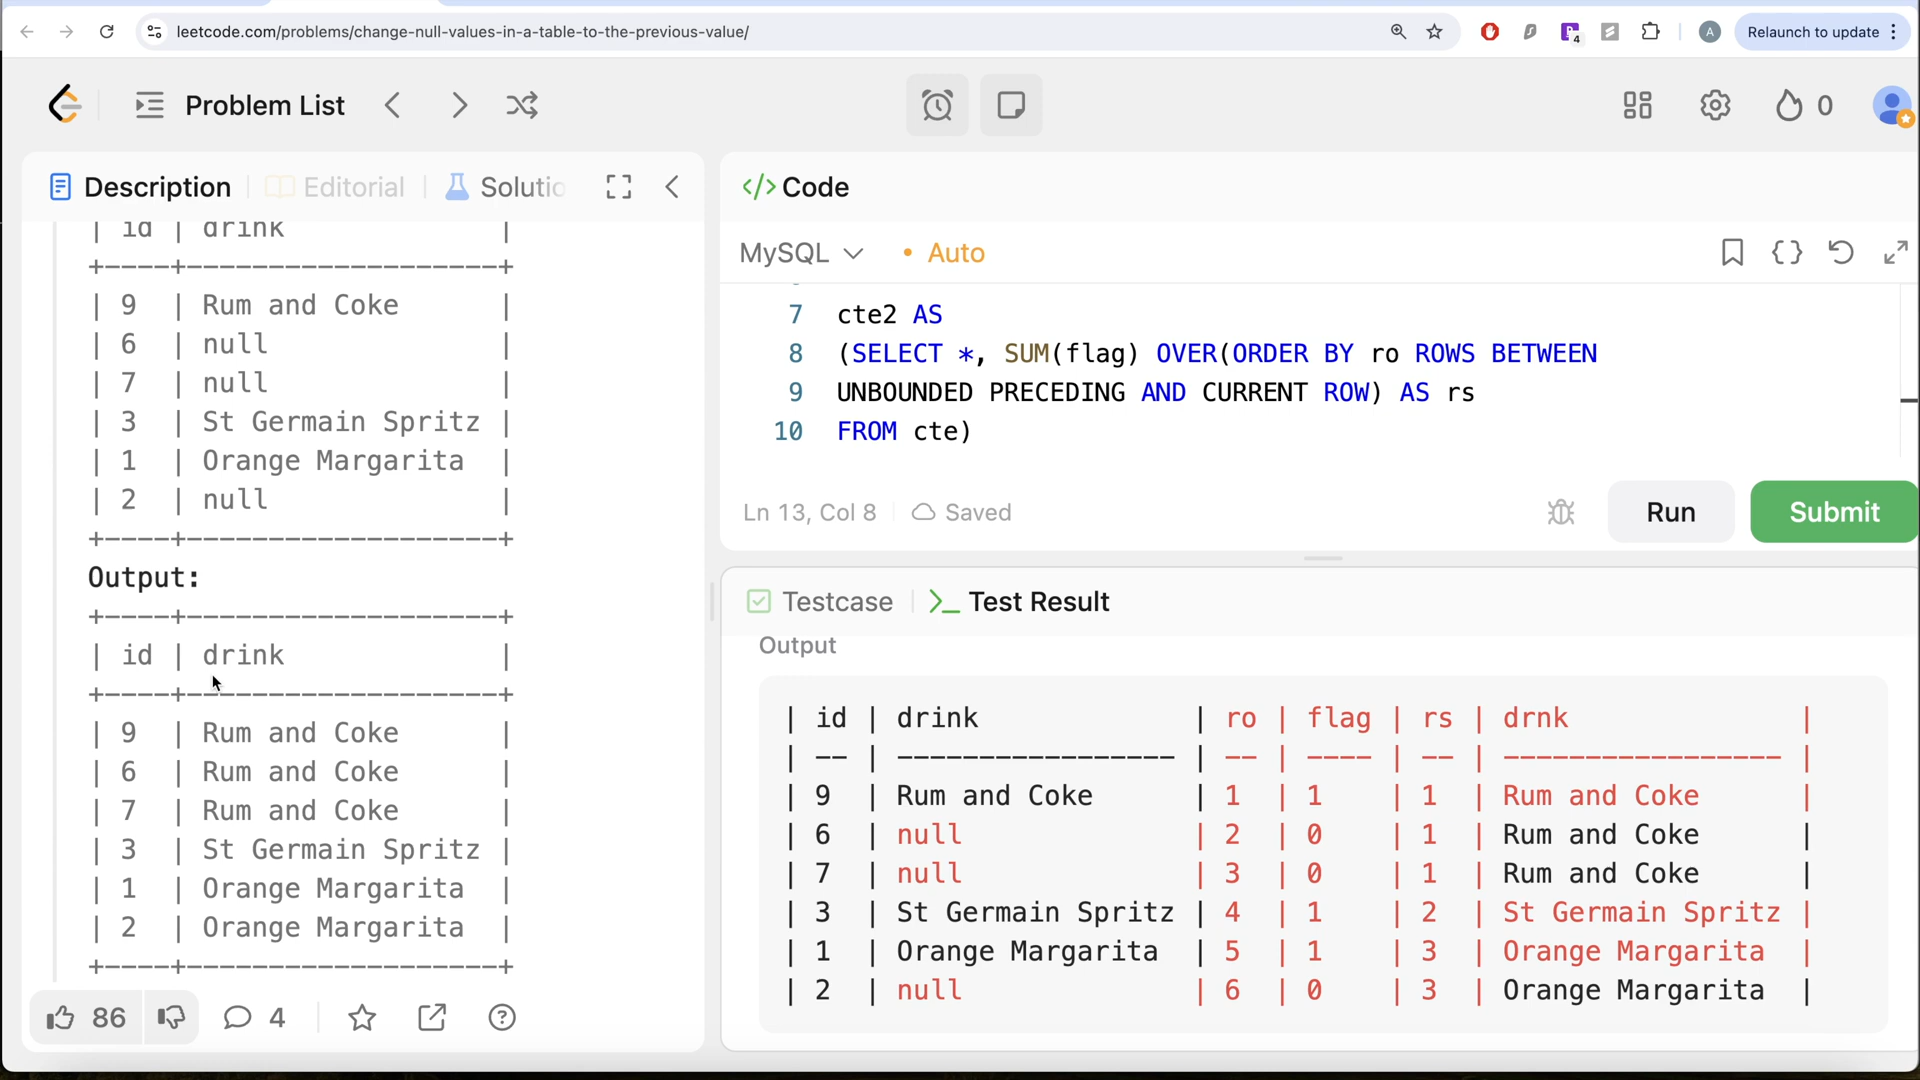 leetcode.com/problems/change-null-values-in-a-table-to-the-previous-value/
4
A
Relaunch to update
Problem List
0
Description | Editorial | Solutio
| id | drink |
+----+-------------------+
| 9 | Rum and Coke |
| 6 | null |
| 7 | null |
| 3 | St Germain Spritz |
| 1 | Orange Margarita |
| 2 | null |
+----+-------------------+
Output:
+----+-------------------+
| id | drink |
+----+-------------------+
| 9 | Rum and Coke |
| 6 | Rum and Coke |
| 7 | Rum and Coke |
| 3 | St Germain Spritz |
| 1 | Orange Margarita |
| 2 | Orange Margarita |
+----+-------------------+
86
4
</> Code
MySQL
• Auto
7 cte2 AS
8 (SELECT *, SUM(flag) OVER(ORDER BY ro ROWS BETWEEN
9 UNBOUNDED PRECEDING AND CURRENT ROW) AS rs
10 FROM cte)
Ln 13, Col 8 | Saved
Run
Submit
Testcase | >_ Test Result
Output
| id | drink | ro | flag | rs | drnk |
| -- | ----------------- | -- | ---- | -- | ----------------- |
| 9 | Rum and Coke | 1 | 1 | 1 | Rum and Coke |
| 6 | null | 2 | 0 | 1 | Rum and Coke |
| 7 | null | 3 | 0 | 1 | Rum and Coke |
| 3 | St Germain Spritz | 4 | 1 | 2 | St Germain Spritz |
| 1 | Orange Margarita | 5 | 1 | 3 | Orange Margarita |
| 2 | null | 6 | 0 | 3 | Orange Margarita |